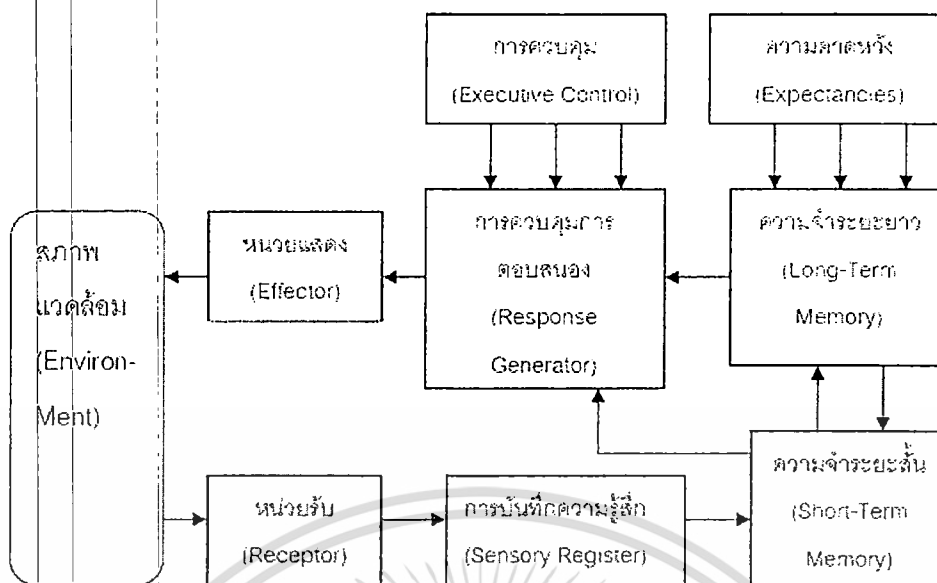 การควบคุม
(Executive Control)
ความคาดหวัง
(Expectancies)
สภาพ
แวดล้อม
(Environ-
Ment)
หน่วยแสดง
(Effector)
การควบคุมการ
ตอบสนอง
(Response
Generator)
ความจำระยะยาว
(Long-Term
Memory)
หน่วยรับ
(Receptor)
การบันทึกความรู้สึก
(Sensory Register)
ความจำระยะสั้น
(Short-Term
Memory)